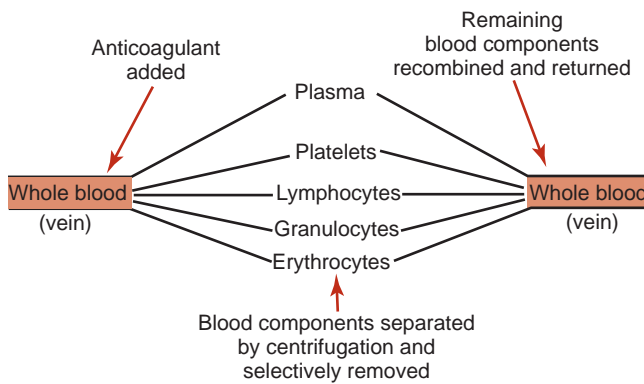 Anticoagulant
added
Remaining
blood components
recombined and returned
Plasma
Platelets
Whole blood
Lymphocytes
Whole blood
(vein)
(vein)
Granulocytes
Erythrocytes
Blood components separated
by centrifugation and
selectively removed